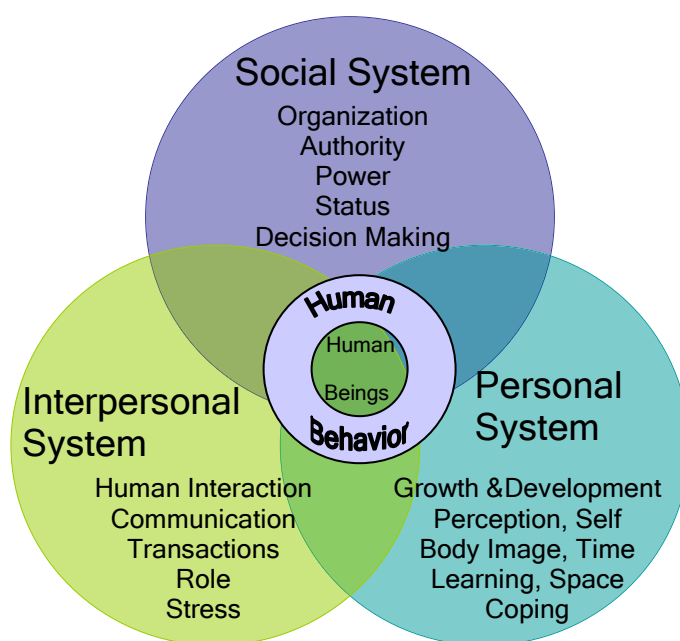 Social System
Organization
Authority
Power
Status
Decision Making
Human
Human
Beings
Behavior
Interpersonal
System
Human Interaction
Communication
Transactions
Role
Stress
Personal
System
Growth &Development
Perception, Self
Body Image, Time
Learning, Space
Coping